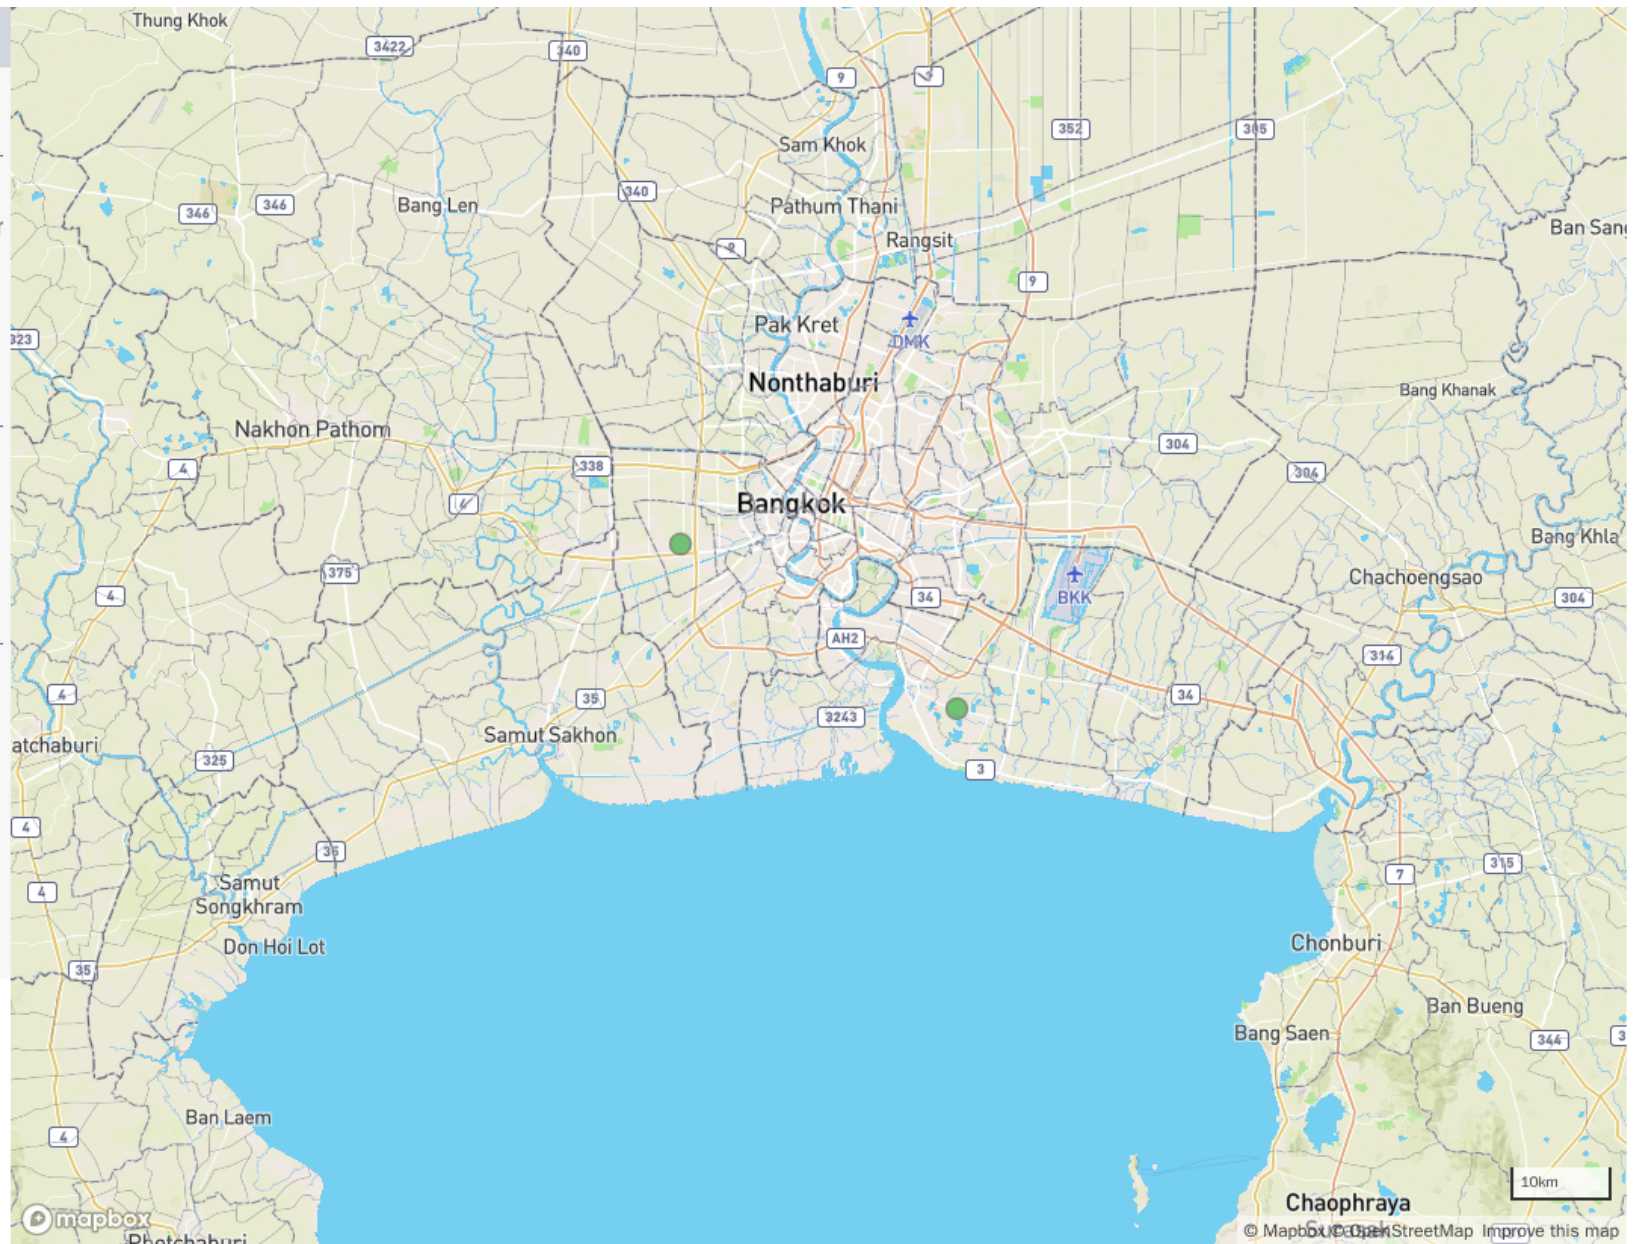 Thung Khok
3422
340
9
Sam Khok
352
305
346
346
Bang Len
340
Pathum Thani
Rangsit
Ban Sang
9
Pak Kret
DMK
323
Nonthaburi
Bang Khanak
Nakhon Pathom
4
338
304
304
4
Bangkok
Bang Khla
375
Chachoengsao
BKK
4
34
304
AH2
314
4
35
34
3243
Samut Sakhon
atchaburi
325
3
4
35
315
7
4
Samut
Songkhram
Don Hoi Lot
Chonburi
35
Ban Bueng
Bang Saen
344
3
Ban Laem
4
10km
Chaophraya
Surasak
mapbox
© Mapbox © OpenStreetMap Improve this map
Phetchaburi